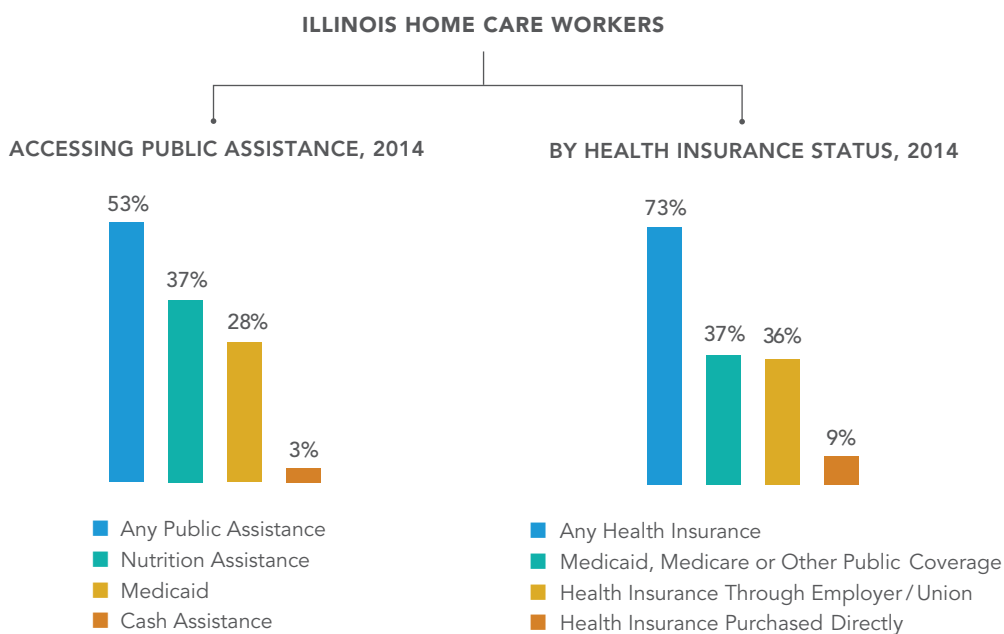 ILLINOIS HOME CARE WORKERS
ACCESSING PUBLIC ASSISTANCE, 2014
53%
37%
28%
3%
Any Public Assistance
Nutrition Assistance
Medicaid
Cash Assistance
BY HEALTH INSURANCE STATUS, 2014
73%
37%
36%
9%
Any Health Insurance
Medicaid, Medicare or Other Public Coverage
Health Insurance Through Employer/Union
Health Insurance Purchased Directly